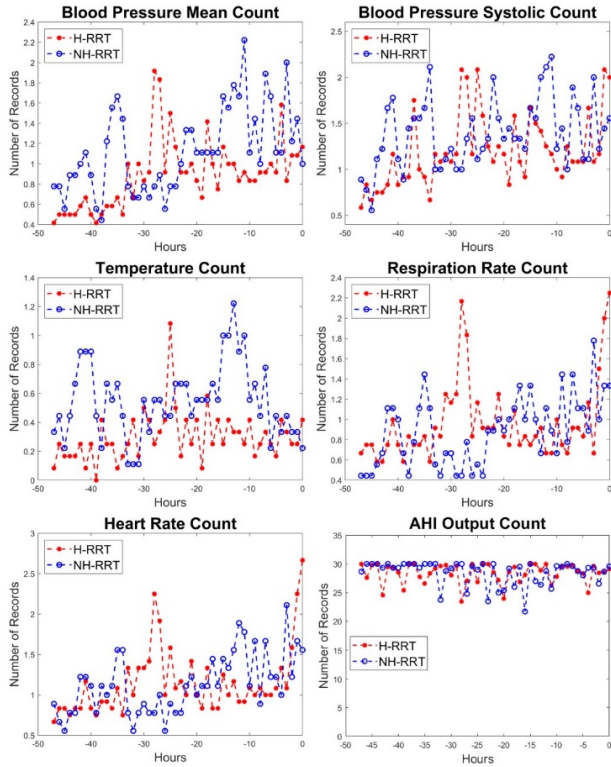 Blood Pressure Mean Count
H-RRT
NH-RRT
Number of Records
2.4
2.2
2
1.8
1.6
1.4
1.2
1
0.8
0.6
0.4
-50 -40 -30 -20 -10 0
Hours
Blood Pressure Systolic Count
H-RRT
NH-RRT
Number of Records
2.5
2
1.5
1
0.5
-50 -40 -30 -20 -10 0
Hours
Temperature Count
H-RRT
NH-RRT
Number of Records
1.4
1.2
1
0.8
0.6
0.4
0.2
0
-50 -40 -30 -20 -10 0
Hours
Respiration Rate Count
H-RRT
NH-RRT
Number of Records
2.4
2.2
2
1.8
1.6
1.4
1.2
1
0.8
0.6
0.4
-50 -40 -30 -20 -10 0
Hours
Heart Rate Count
H-RRT
NH-RRT
Number of Records
3
2.5
2
1.5
1
0.5
-50 -40 -30 -20 -10 0
Hours
AHI Output Count
H-RRT
NH-RRT
Number of Records
35
30
25
20
15
10
5
0
-50 -45 -40 -35 -30 -25 -20 -15 -10 -5 0
Hours